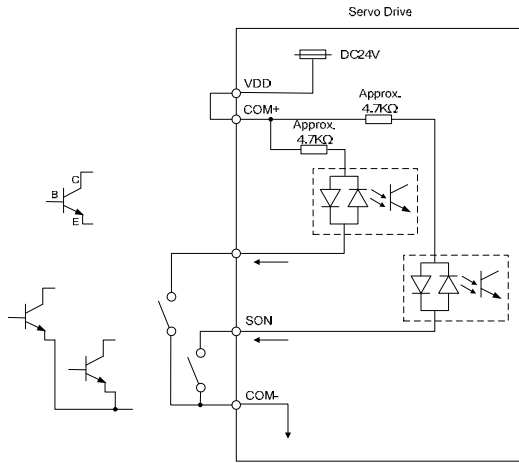 Servo Drive
DC24V
VDD
Approx.
4.7KΩ
COM+
Approx.
4.7KΩ
C
B
E
SON
COM-